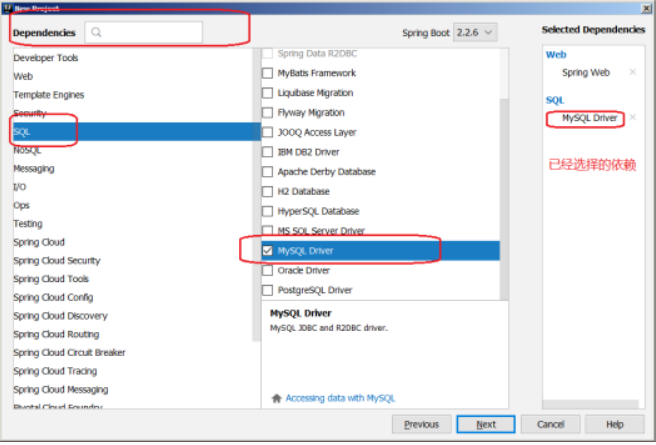 New Project
Dependencies
Spring Boot 2.2.6
Selected Dependencies
Developer Tools
Web
Template Engines
Security
SQL
NoSQL
Messaging
I/O
Ops
Testing
Spring Cloud
Spring Cloud Security
Spring Cloud Tools
Spring Cloud Config
Spring Cloud Discovery
Spring Cloud Routing
Spring Cloud Circuit Breaker
Spring Cloud Tracing
Spring Cloud Messaging
Pivotal Cloud Foundry
Spring Data R2DBC
MyBatis Framework
Liquibase Migration
Flyway Migration
JOOQ Access Layer
IBM DB2 Driver
Apache Derby Database
H2 Database
HyperSQL Database
MS SQL Server Driver
MySQL Driver
Oracle Driver
PostgreSQL Driver
MySQL Driver
MySQL JDBC and R2DBC driver.
Accessing data with MySQL
Web
Spring Web
SQL
MySQL Driver
已经选择的依赖
Previous
Next
Cancel
Help